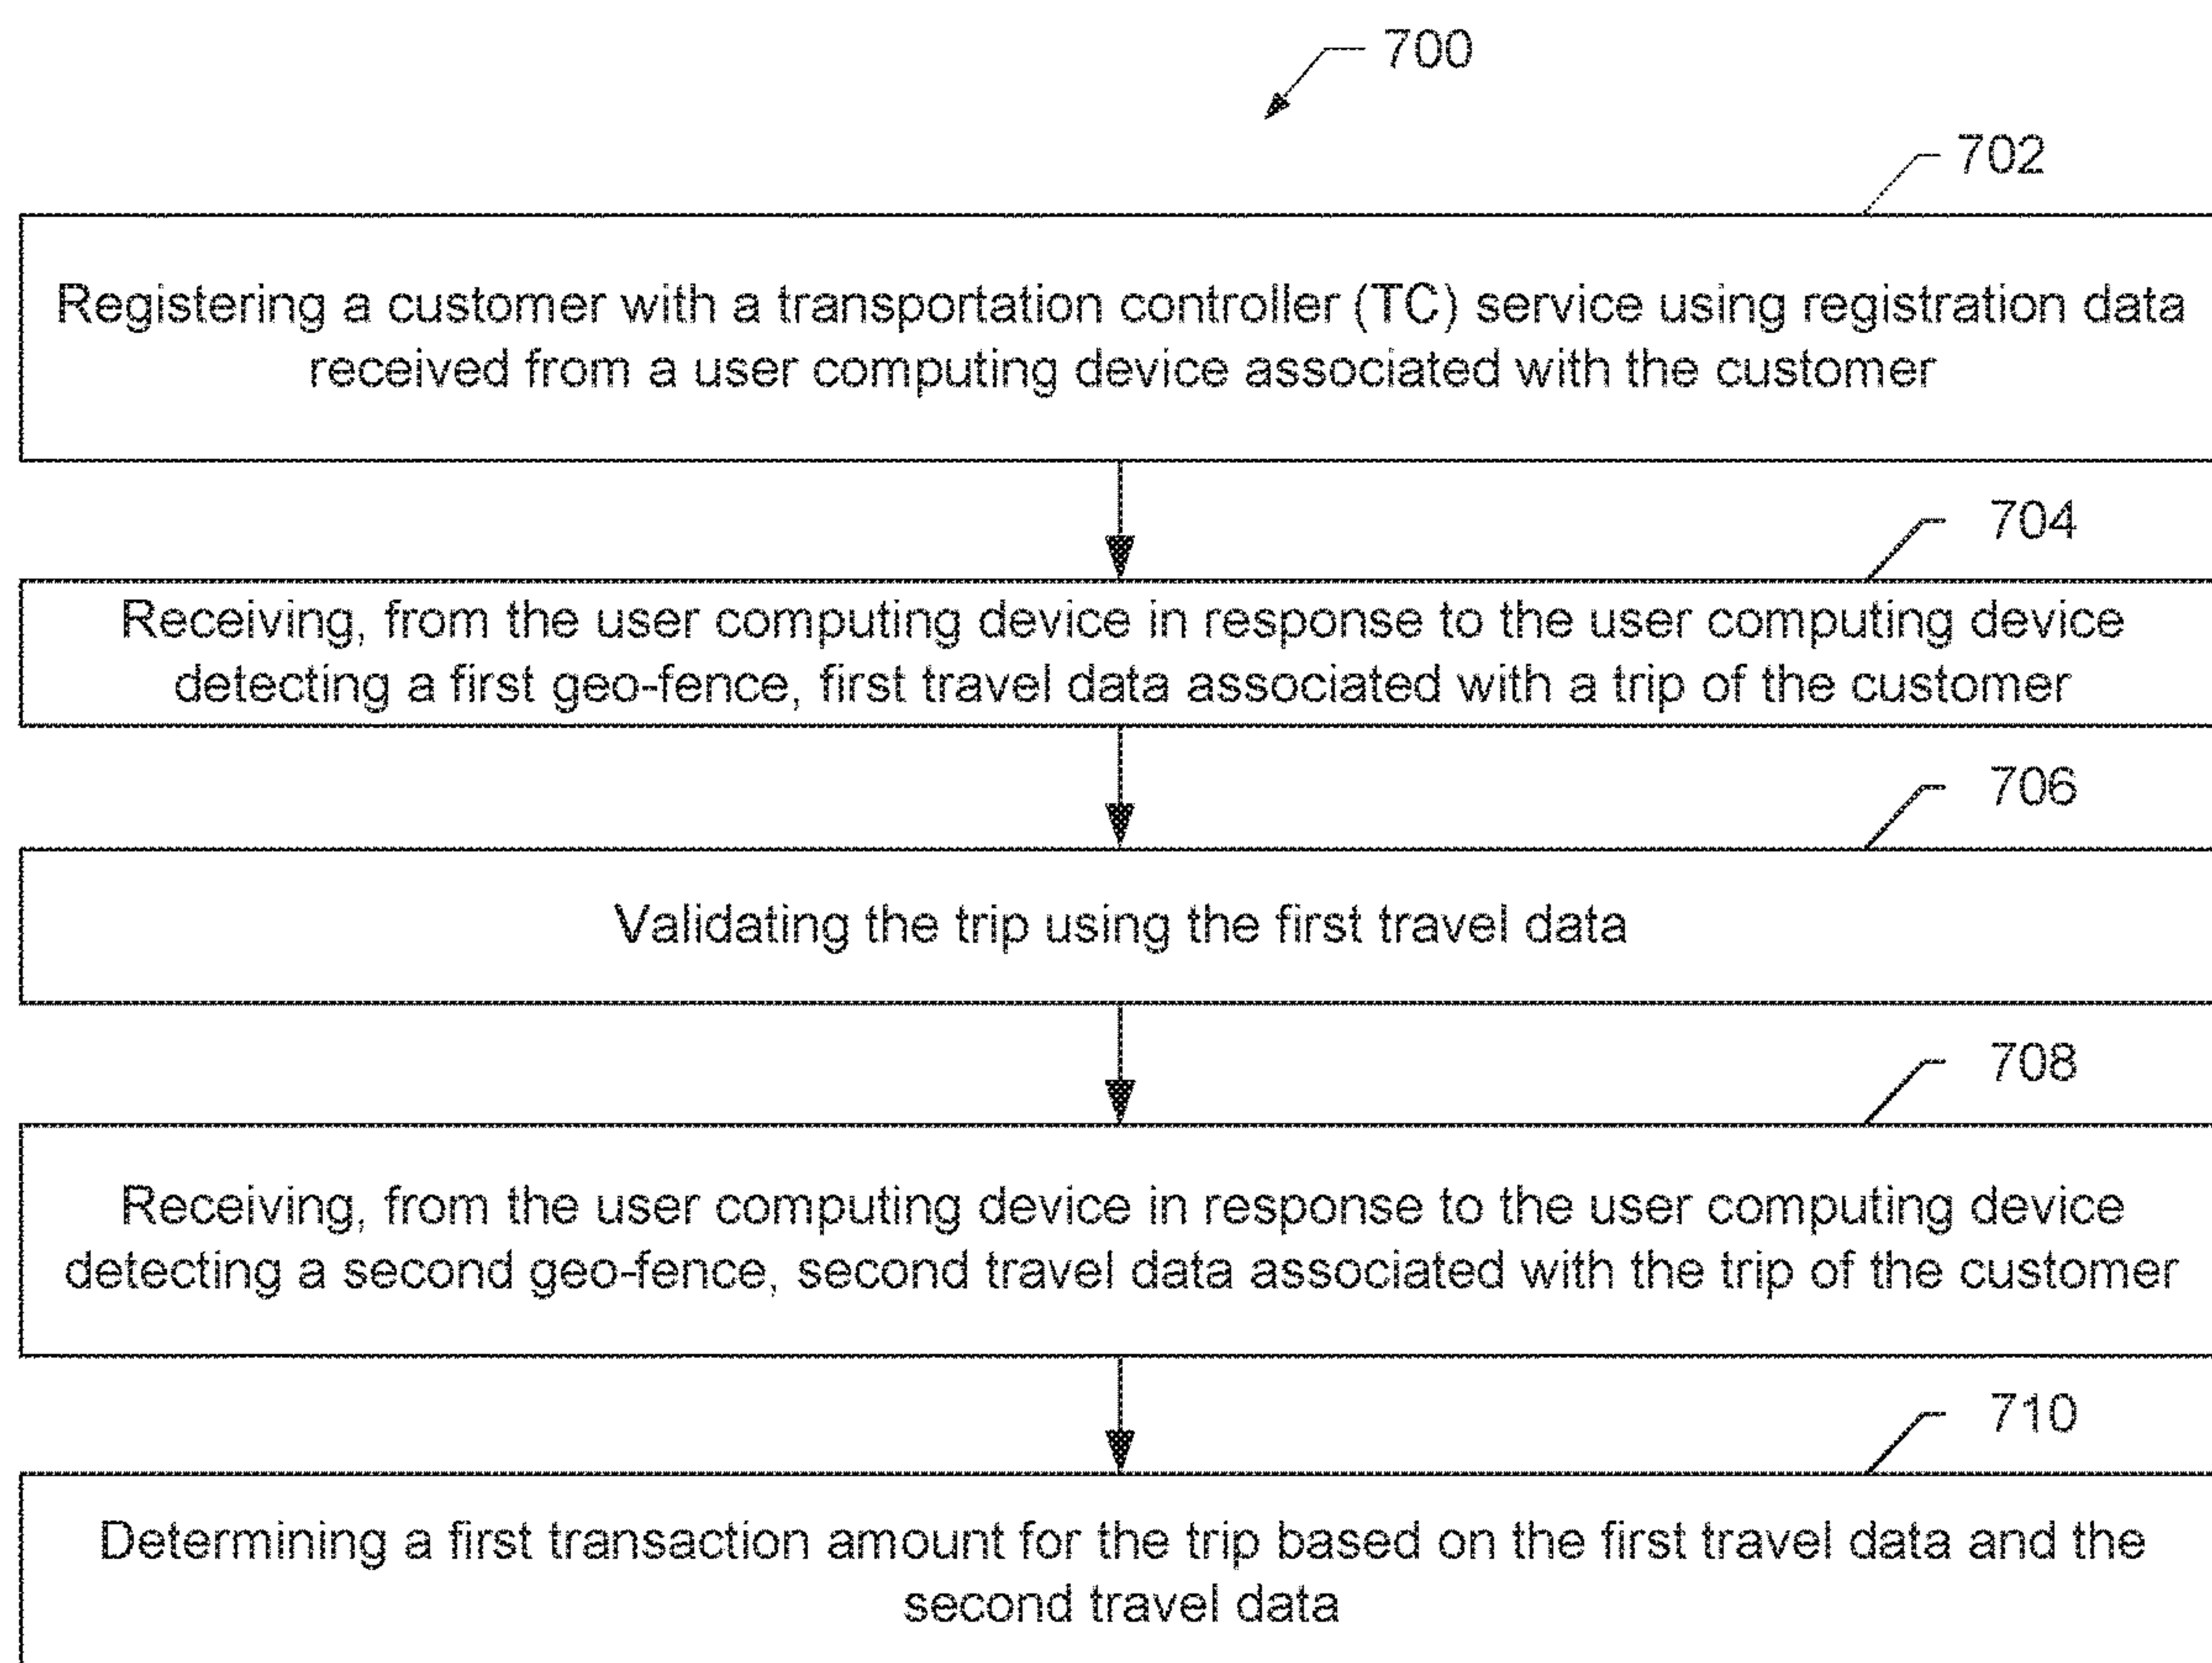 700
702
Registering a customer with a transportation controller (TC) service using registration data
received from a user computing device associated with the customer
704
Receiving, from the user computing device in response to the user computing device
detecting a first geo-fence, first travel data associated with a trip of the customer
706
Validating the trip using the first travel data
708
Receiving, from the user computing device in response to the user computing device
detecting a second geo-fence, second travel data associated with the trip of the customer
710
Determining a first transaction amount for the trip based on the first travel data and the
second travel data